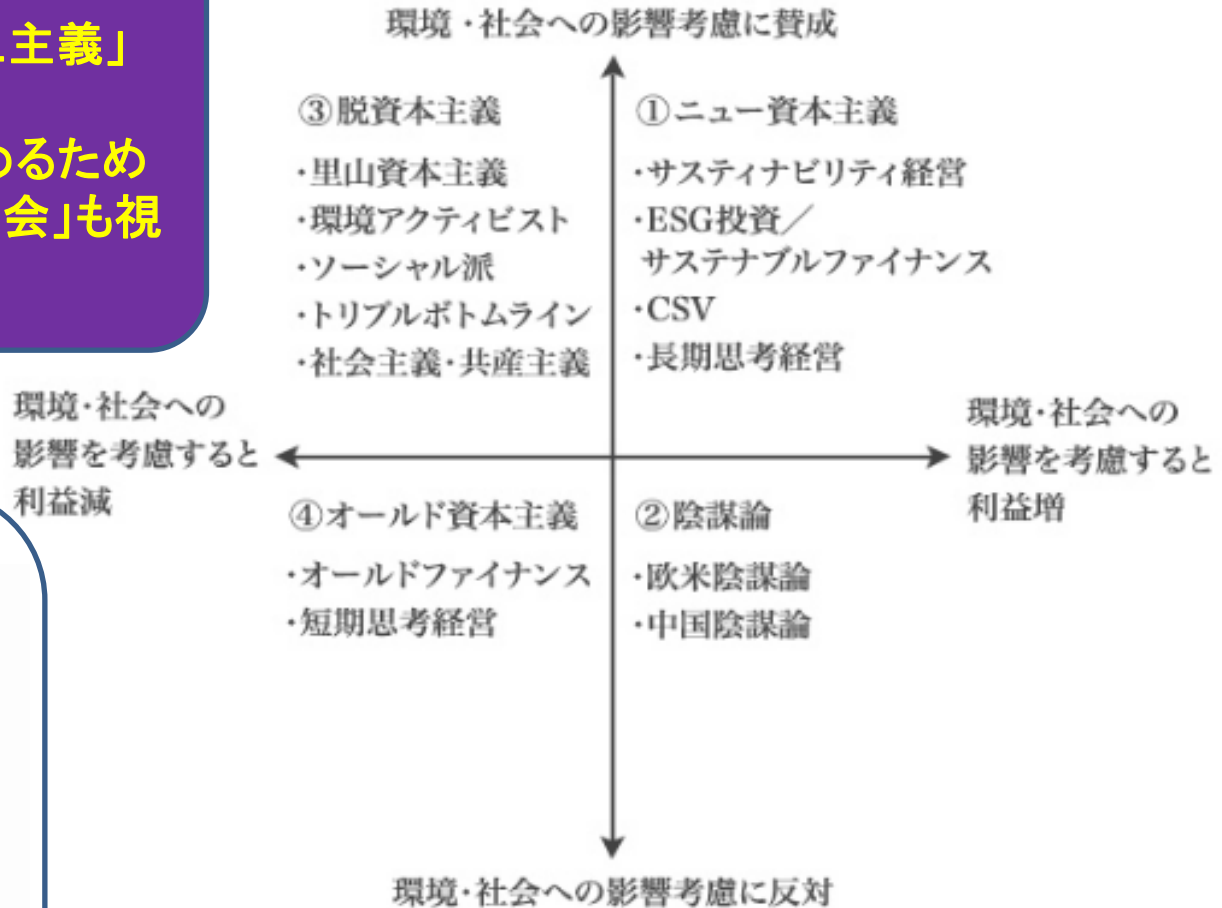 ュ主義」
めるため
会」も視
環境・社会への影響考慮に賛成
③脱資本主義
・里山資本主義
・環境アクティビスト
・ソーシャル派
・トリプルボトムライン
・社会主義・共産主義
①ニュー資本主義
・サスティナビリティ経営
・ESG投資／
サステナブルファイナンス
・CSV
・長期思考経営
環境・社会への
影響を考慮すると
利益減
環境・社会への
影響を考慮すると
利益増
④オールド資本主義
・オールドファイナンス
・短期思考経営
②陰謀論
・欧米陰謀論
・中国陰謀論
環境・社会への影響考慮に反対